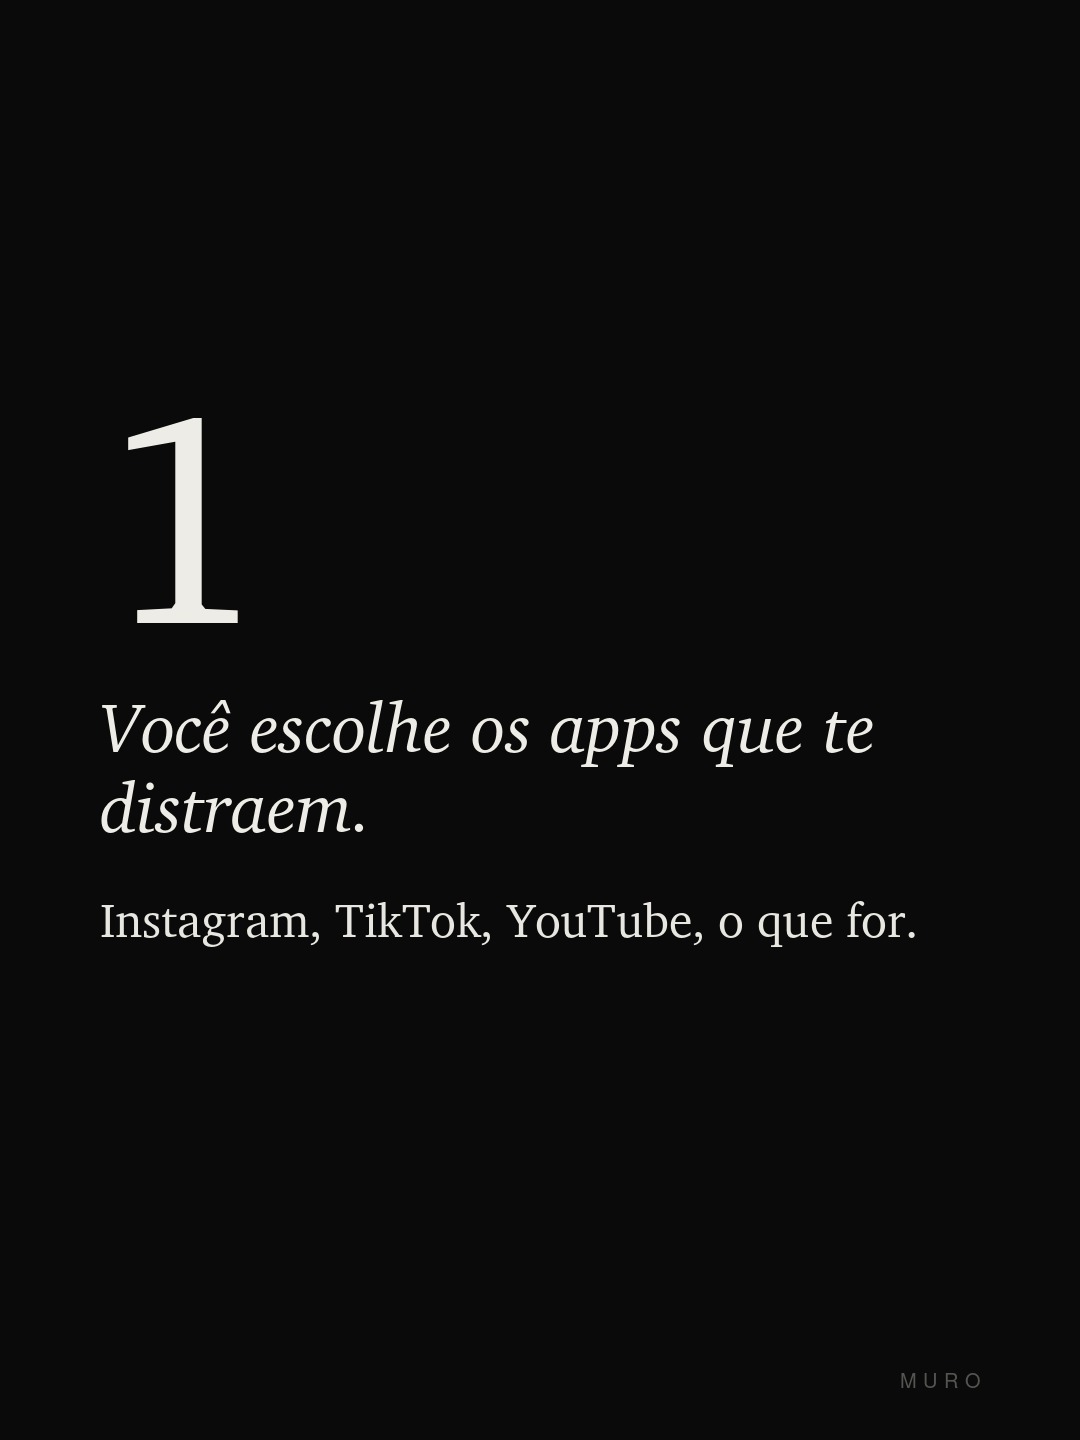 1
Você escolhe os apps que te
distraem.
Instagram, TikTok, YouTube, o que for.
MURO